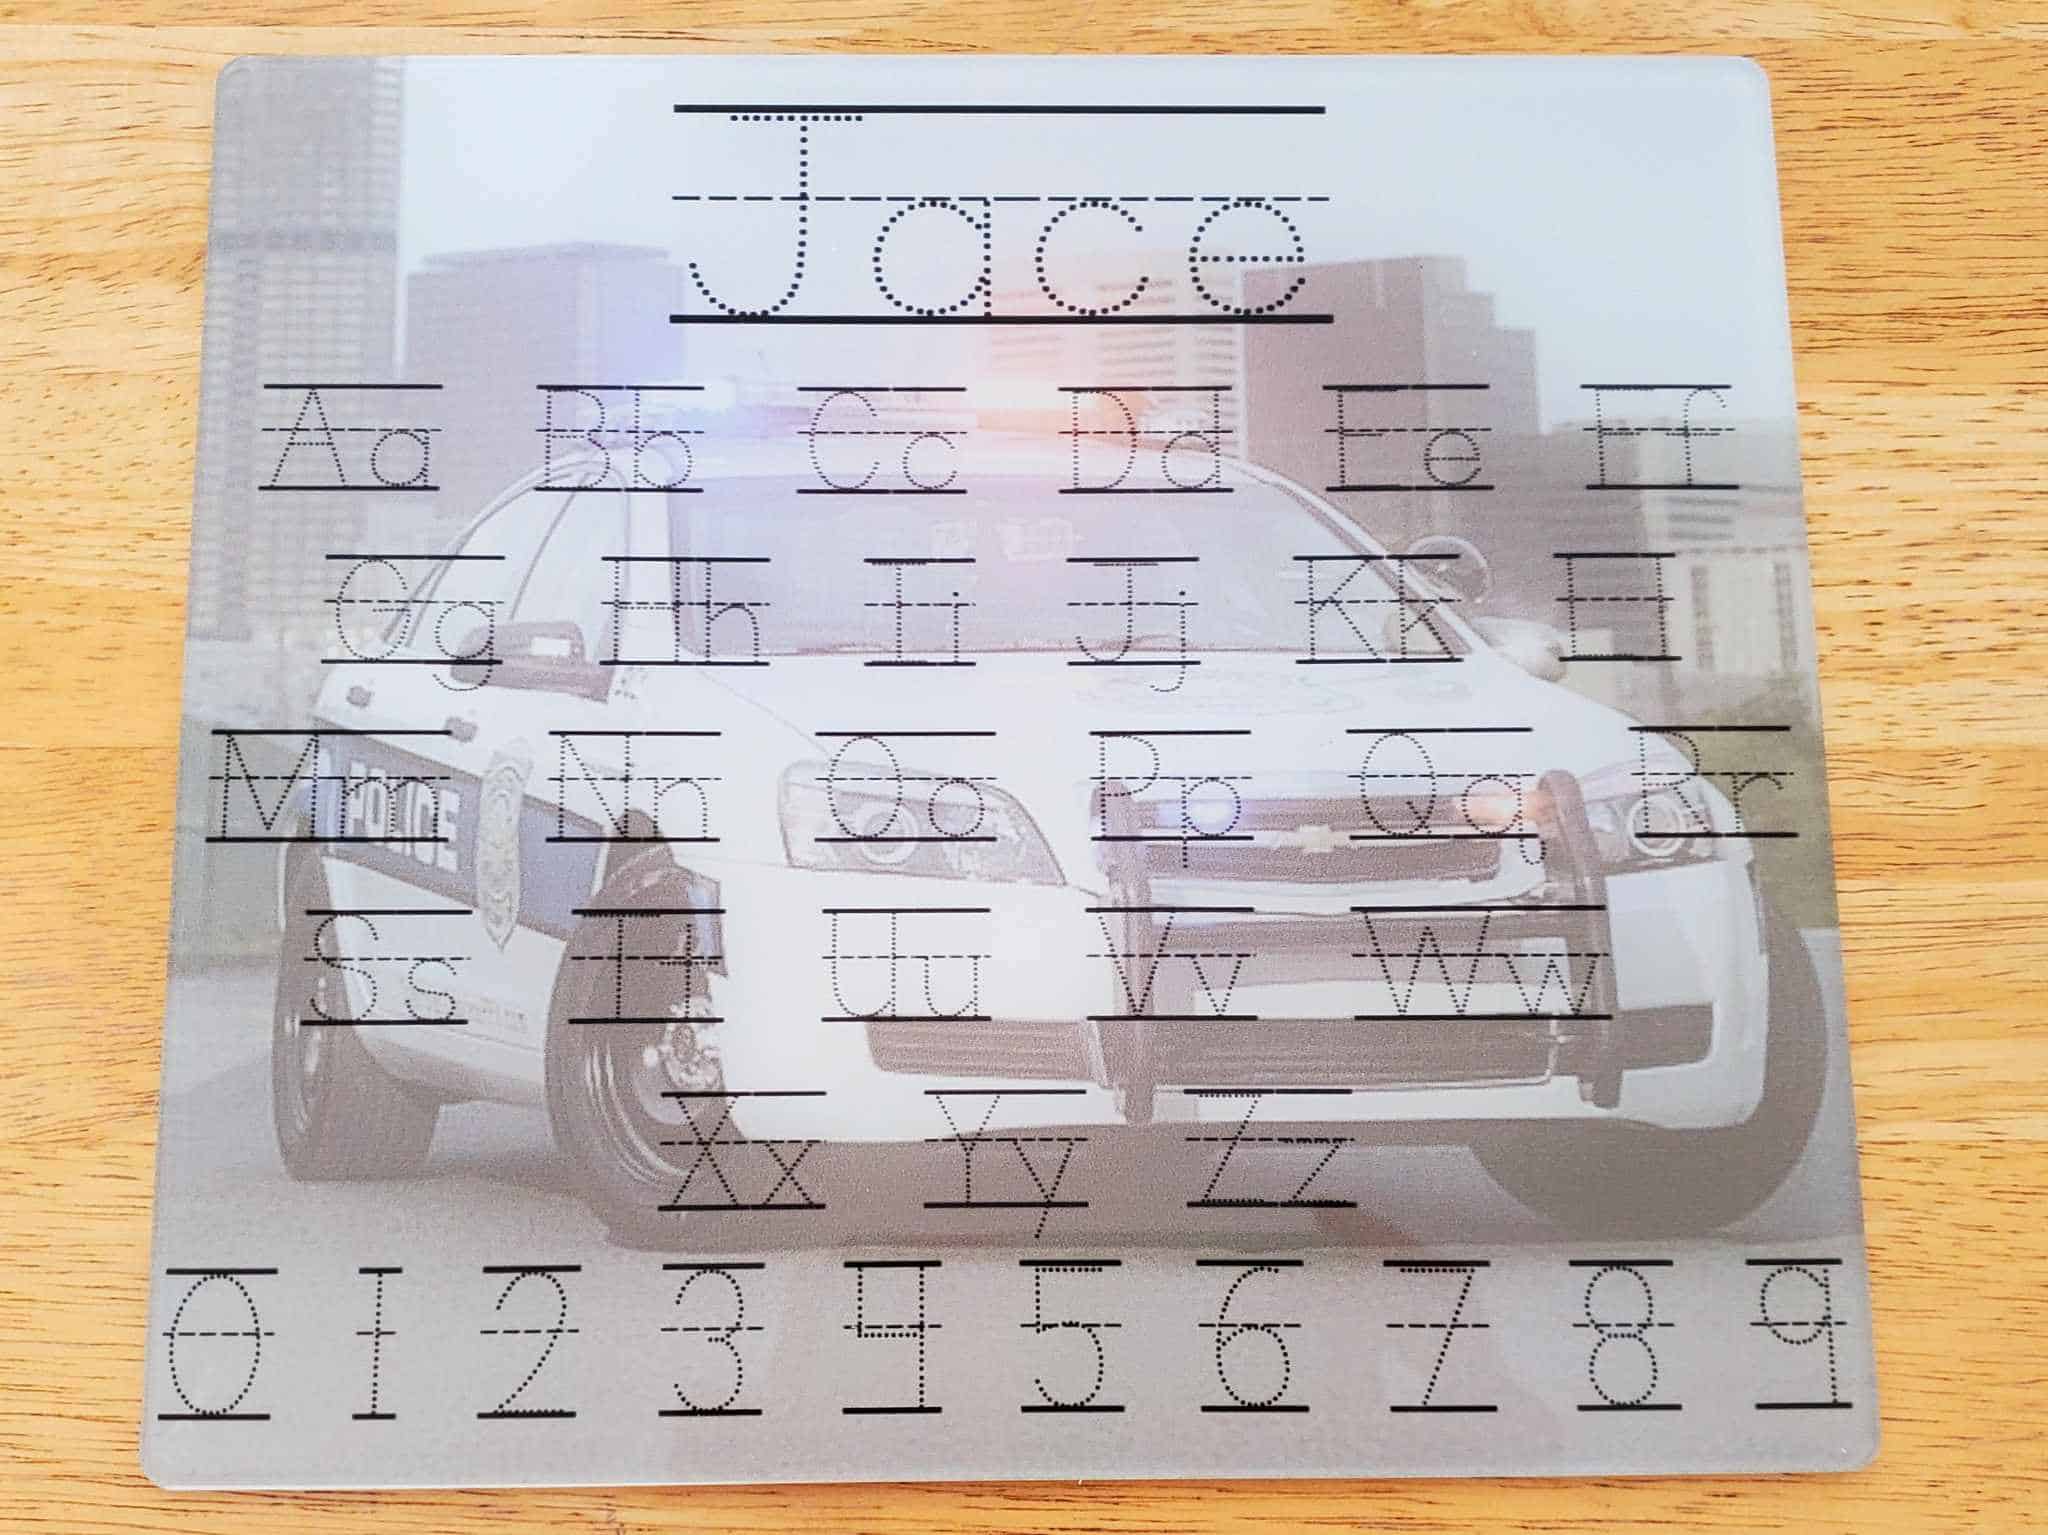 Jace
Aa Bb Cc Dd Ee Ff
Gg Hh Ii Jj Kk Ll
Mm Nn Oo Pp Qq Rr
POLICE
Ss Tt Uu Vv Ww
Xx Yy Zz
0 1 2 3 4 5 6 7 8 9